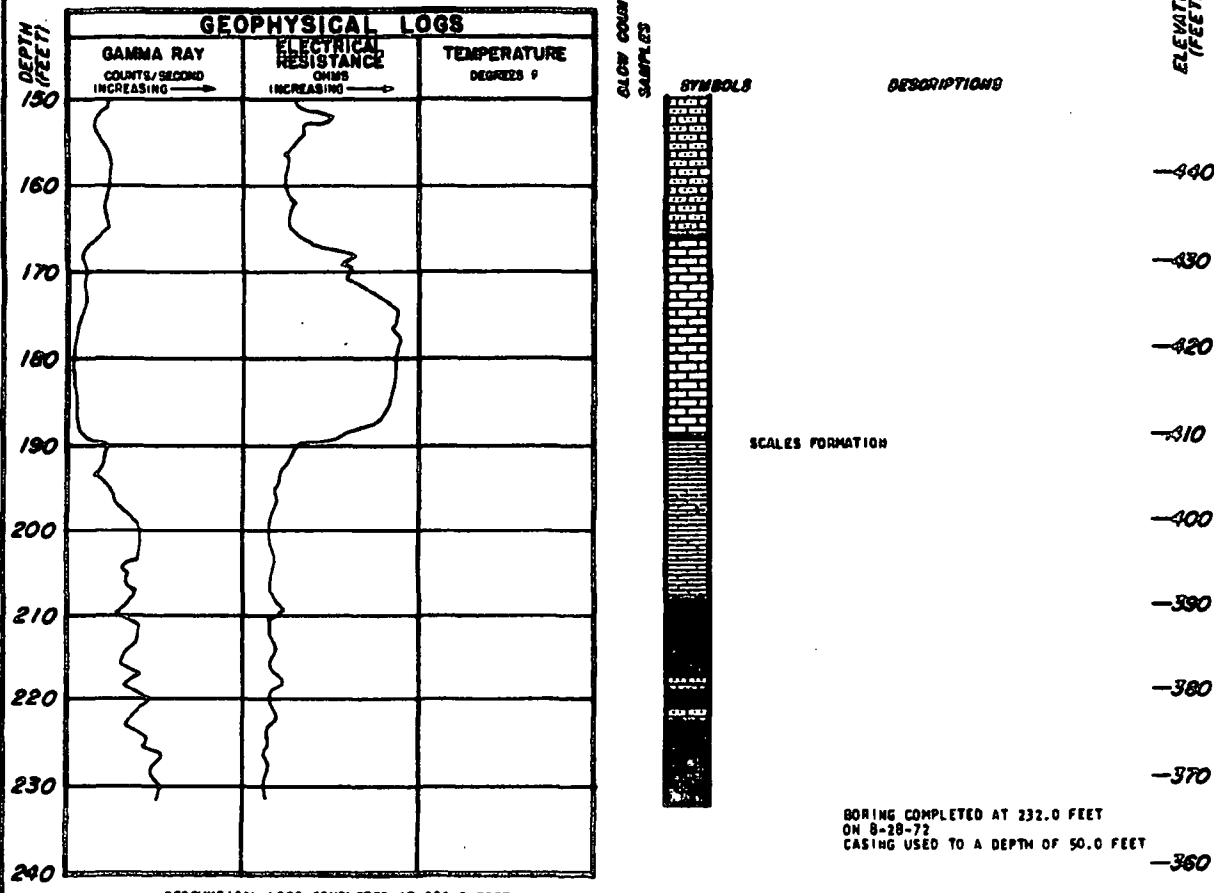 DEPTH
(FEET)
GEOPHYSICAL LOGS
GAMMA RAY
COUNTS/SECOND
INCREASING
ELECTRICAL
RESISTANCE
OHMS
INCREASING
TEMPERATURE
DEGREES F
BLOW
SAMPLES
SYMBOLS
DESCRIPTIONS
(FEET)
150
160
170
180
190
200
210
220
230
240
SCALES FORMATION
BORING COMPLETED AT 232.0 FEET
ON 8-28-72
CASING USED TO A DEPTH OF 50.0 FEET
440
430
420
410
400
390
380
370
360